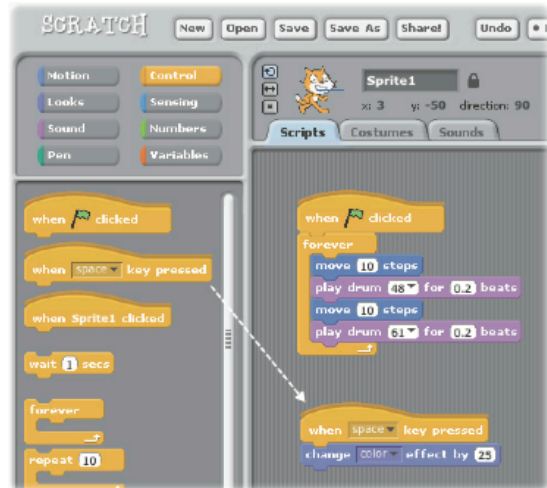 SCRATCH New Open Save Save As Share! Undo
Motion Control
Looks Sensing
Sound Numbers
Pen Variables
Sprite1
x: 3 y: -50 direction: 90
Scripts Costumes Sounds
when clicked
when space key pressed
when Sprite1 clicked
wait 1 secs
forever
repeat 10
when clicked
forever
move 10 steps
play drum 48 for 0.2 beats
move 10 steps
play drum 61 for 0.2 beats
when space key pressed
change color effect by 25